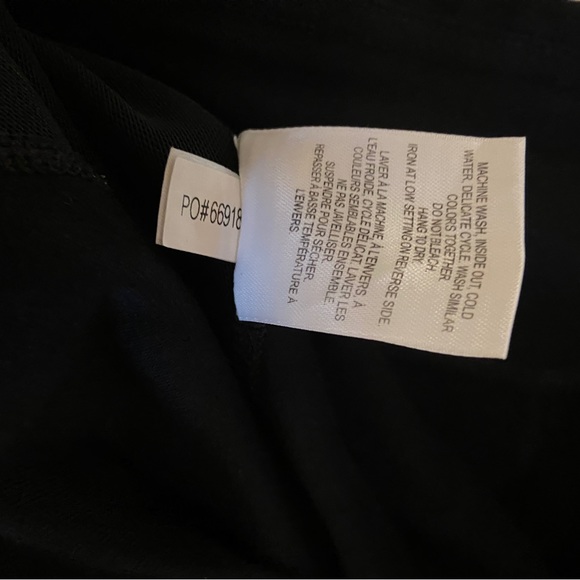 MACHINE WASH. INSIDE OUT, COLD
WATER. DELICATE CYCLE. WASH SIMILAR
COLORS TOGETHER.
DO NOT BLEACH.
HANG TO DRY.
IRON AT LOW SETTING ON REVERSE SIDE.
LAVER À LA MACHINE, À L'ENVERS, À
L'EAU FROIDE. CYCLE DÉLICAT. LAVER LES
COULEURS SEMBLABLES ENSEMBLE.
NE PAS JAVELLISER.
SUSPENDRE POUR SÉCHER.
REPASSER À BASSE TEMPÉRATURE À
L'ENVERS.
PO#66918